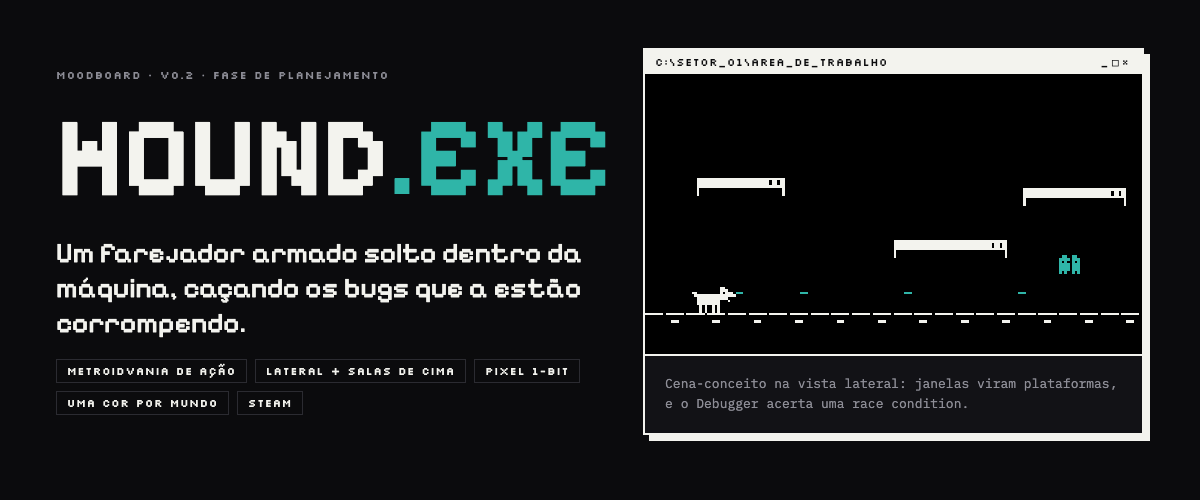 MOODBOARD · V0.2 · FASE DE PLANEJAMENTO
HOUND.EXE
Um farejador armado solto dentro da
máquina, caçando os bugs que a estão
corrompendo.
METROIDVANIA DE AÇÃO
LATERAL + SALAS DE CIMA
PIXEL 1-BIT
UMA COR POR MUNDO
STEAM
C:\SETOR_01\AREA_DE_TRABALHO
Cena-conceito na vista lateral: janelas viram plataformas,
e o Debugger acerta uma race condition.